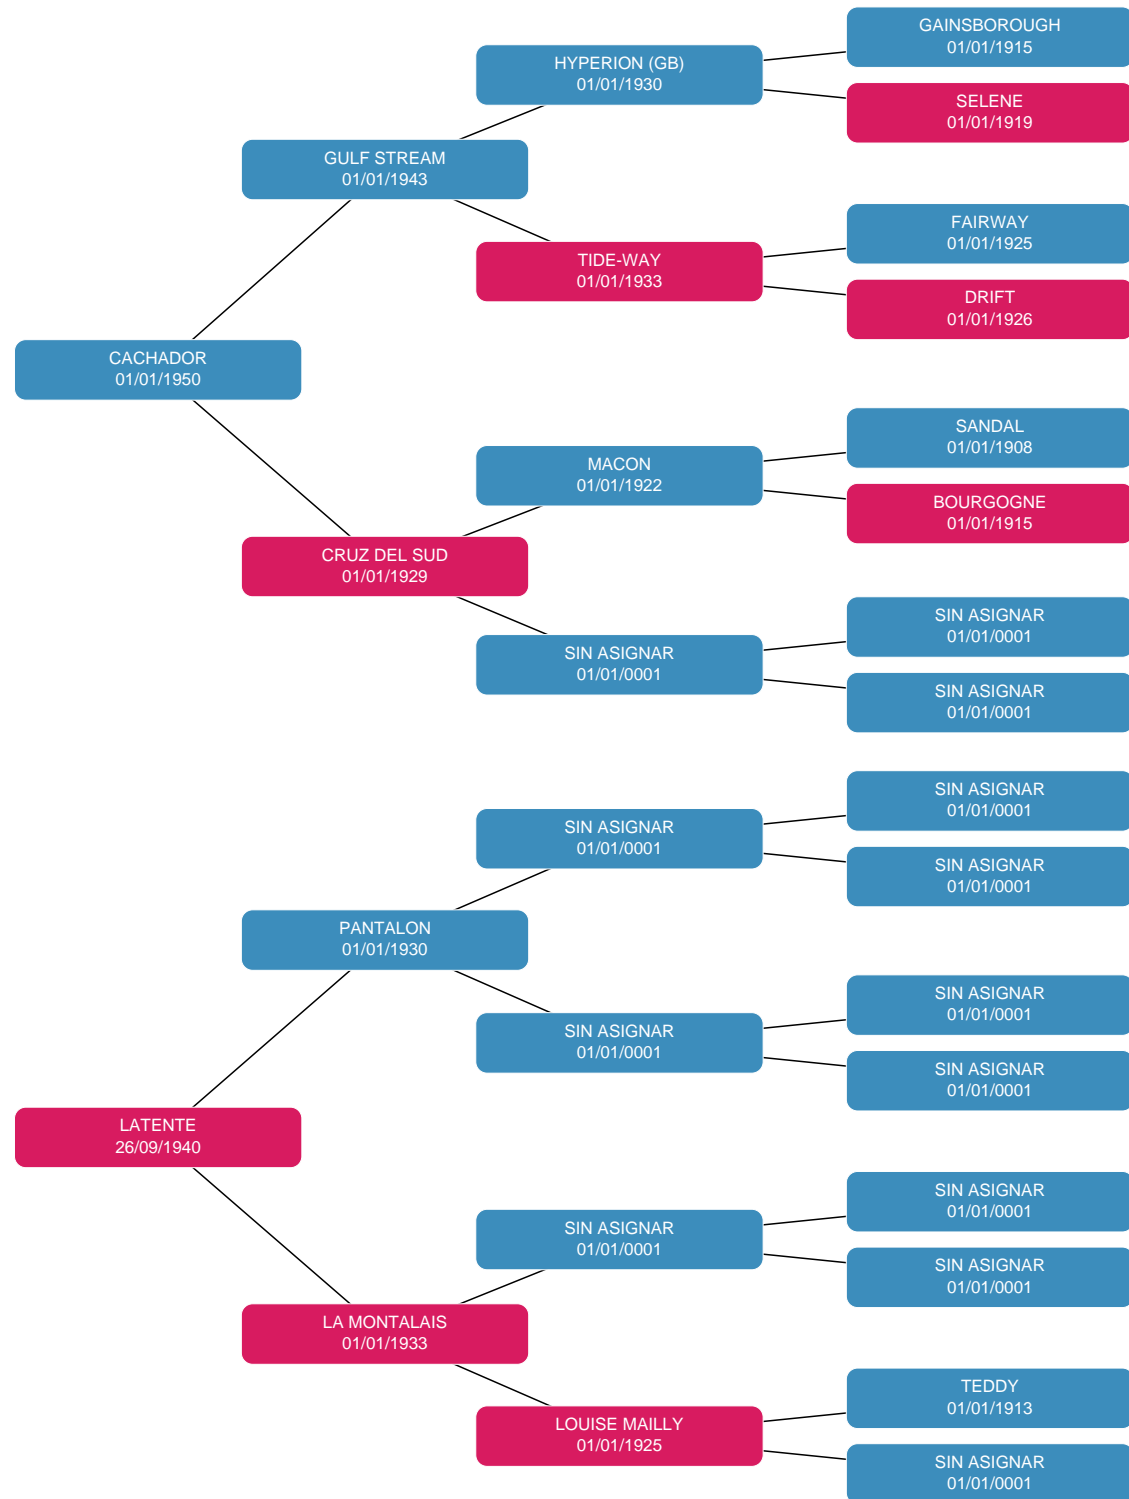 GAINSBOROUGH
01/01/1915
HYPERION (GB)
01/01/1930
SELENE
01/01/1919
GULF STREAM
01/01/1943
FAIRWAY
01/01/1925
TIDE-WAY
01/01/1933
DRIFT
01/01/1926
CACHADOR
01/01/1950
SANDAL
01/01/1908
MACON
01/01/1922
BOURGOGNE
01/01/1915
CRUZ DEL SUD
01/01/1929
SIN ASIGNAR
01/01/0001
SIN ASIGNAR
01/01/0001
SIN ASIGNAR
01/01/0001
SIN ASIGNAR
01/01/0001
SIN ASIGNAR
01/01/0001
SIN ASIGNAR
01/01/0001
PANTALON
01/01/1930
SIN ASIGNAR
01/01/0001
SIN ASIGNAR
01/01/0001
SIN ASIGNAR
01/01/0001
LATENTE
26/09/1940
SIN ASIGNAR
01/01/0001
SIN ASIGNAR
01/01/0001
SIN ASIGNAR
01/01/0001
LA MONTALAIS
01/01/1933
TEDDY
01/01/1913
LOUISE MAILLY
01/01/1925
SIN ASIGNAR
01/01/0001